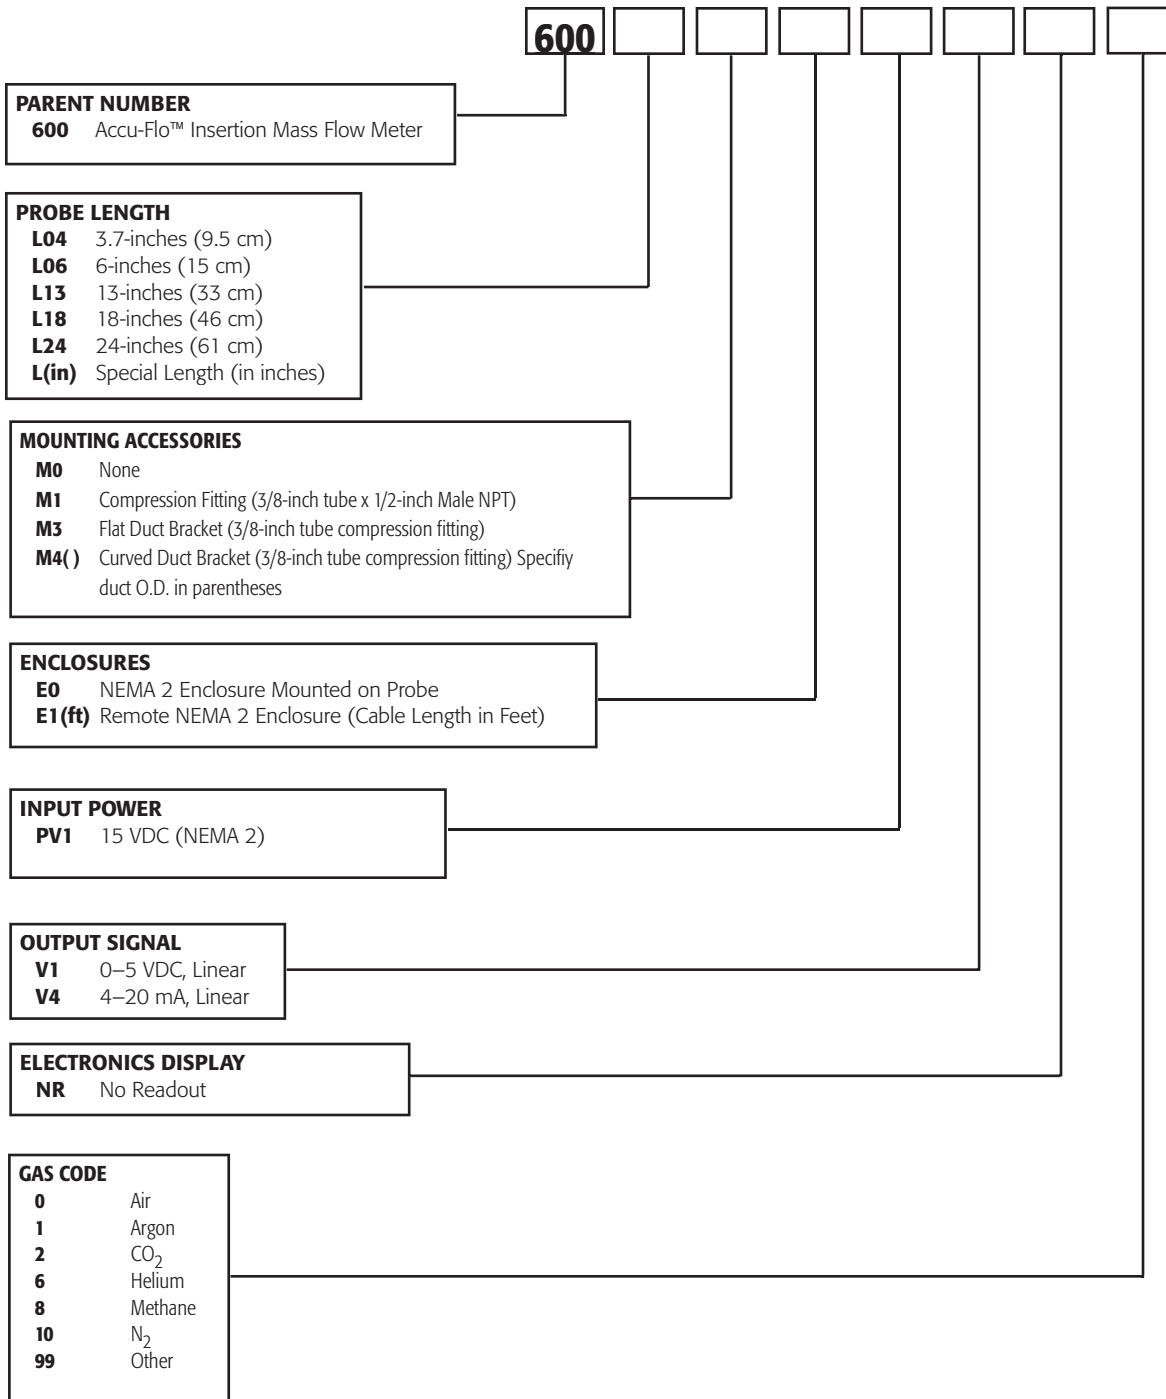 600
PARENT NUMBER
600 Accu-Flo™ Insertion Mass Flow Meter
PROBE LENGTH
L04 3.7-inches (9.5 cm)
L06 6-inches (15 cm)
L13 13-inches (33 cm)
L18 18-inches (46 cm)
L24 24-inches (61 cm)
L(in) Special Length (in inches)
MOUNTING ACCESSORIES
M0 None
M1 Compression Fitting (3/8-inch tube x 1/2-inch Male NPT)
M3 Flat Duct Bracket (3/8-inch tube compression fitting)
M4( ) Curved Duct Bracket (3/8-inch tube compression fitting) Specifiy
duct O.D. in parentheses
ENCLOSURES
E0 NEMA 2 Enclosure Mounted on Probe
E1(ft) Remote NEMA 2 Enclosure (Cable Length in Feet)
INPUT POWER
PV1 15 VDC (NEMA 2)
OUTPUT SIGNAL
V1 0–5 VDC, Linear
V4 4–20 mA, Linear
ELECTRONICS DISPLAY
NR No Readout
GAS CODE
0 Air
1 Argon
2 CO2
6 Helium
8 Methane
10 N2
99 Other